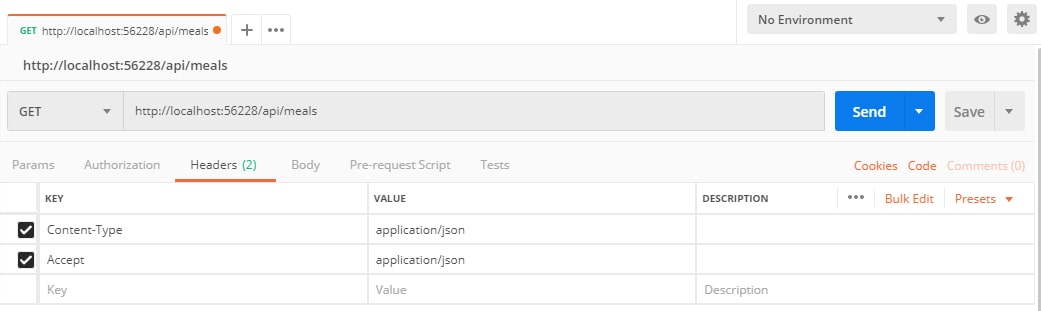 GET http://localhost:56228/api/meals + •••
No Environment
http://localhost:56228/api/meals
GET http://localhost:56228/api/meals Send Save
Params Authorization Headers (2) Body Pre-request Script Tests Cookies Code Comments (0)
KEY VALUE DESCRIPTION ••• Bulk Edit Presets
Content-Type application/json
Accept application/json
Key Value Description